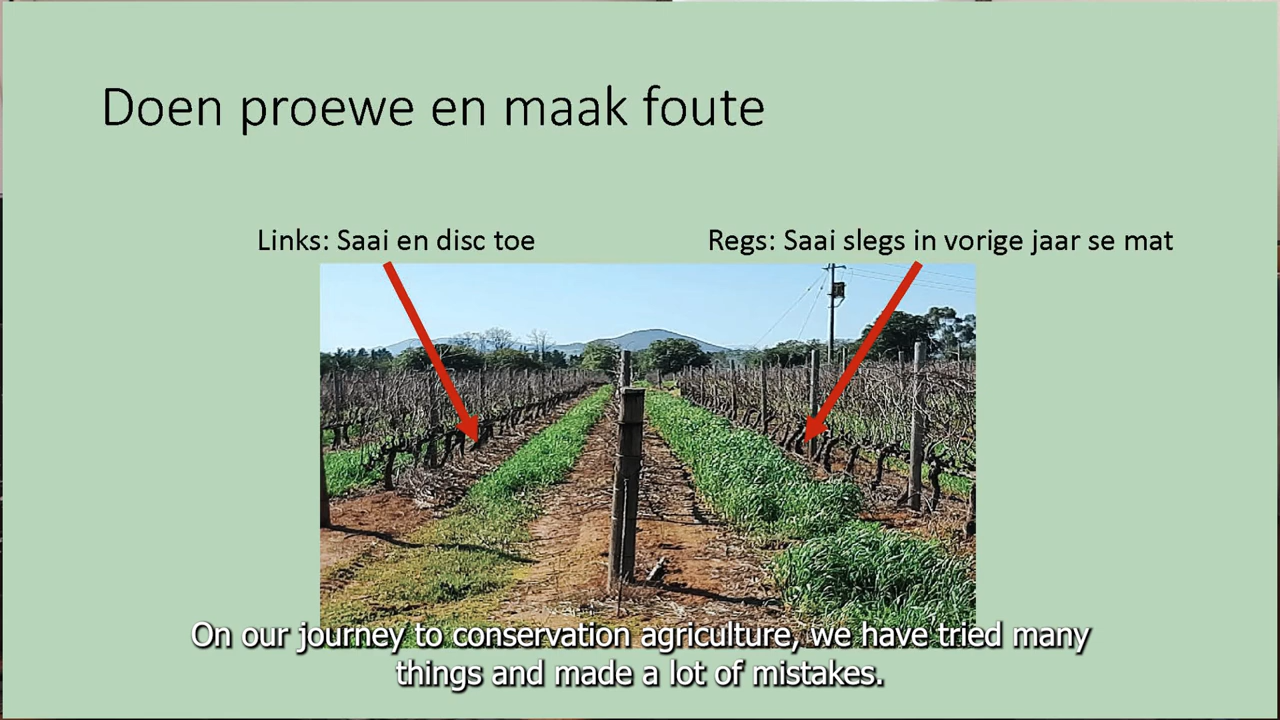 Doen proewe en maak foute
Links: Saai en disc toe
Regs: Saai slegs in vorige jaar se mat
On our journey to conservation agriculture, we have tried many
things and made a lot of mistakes.